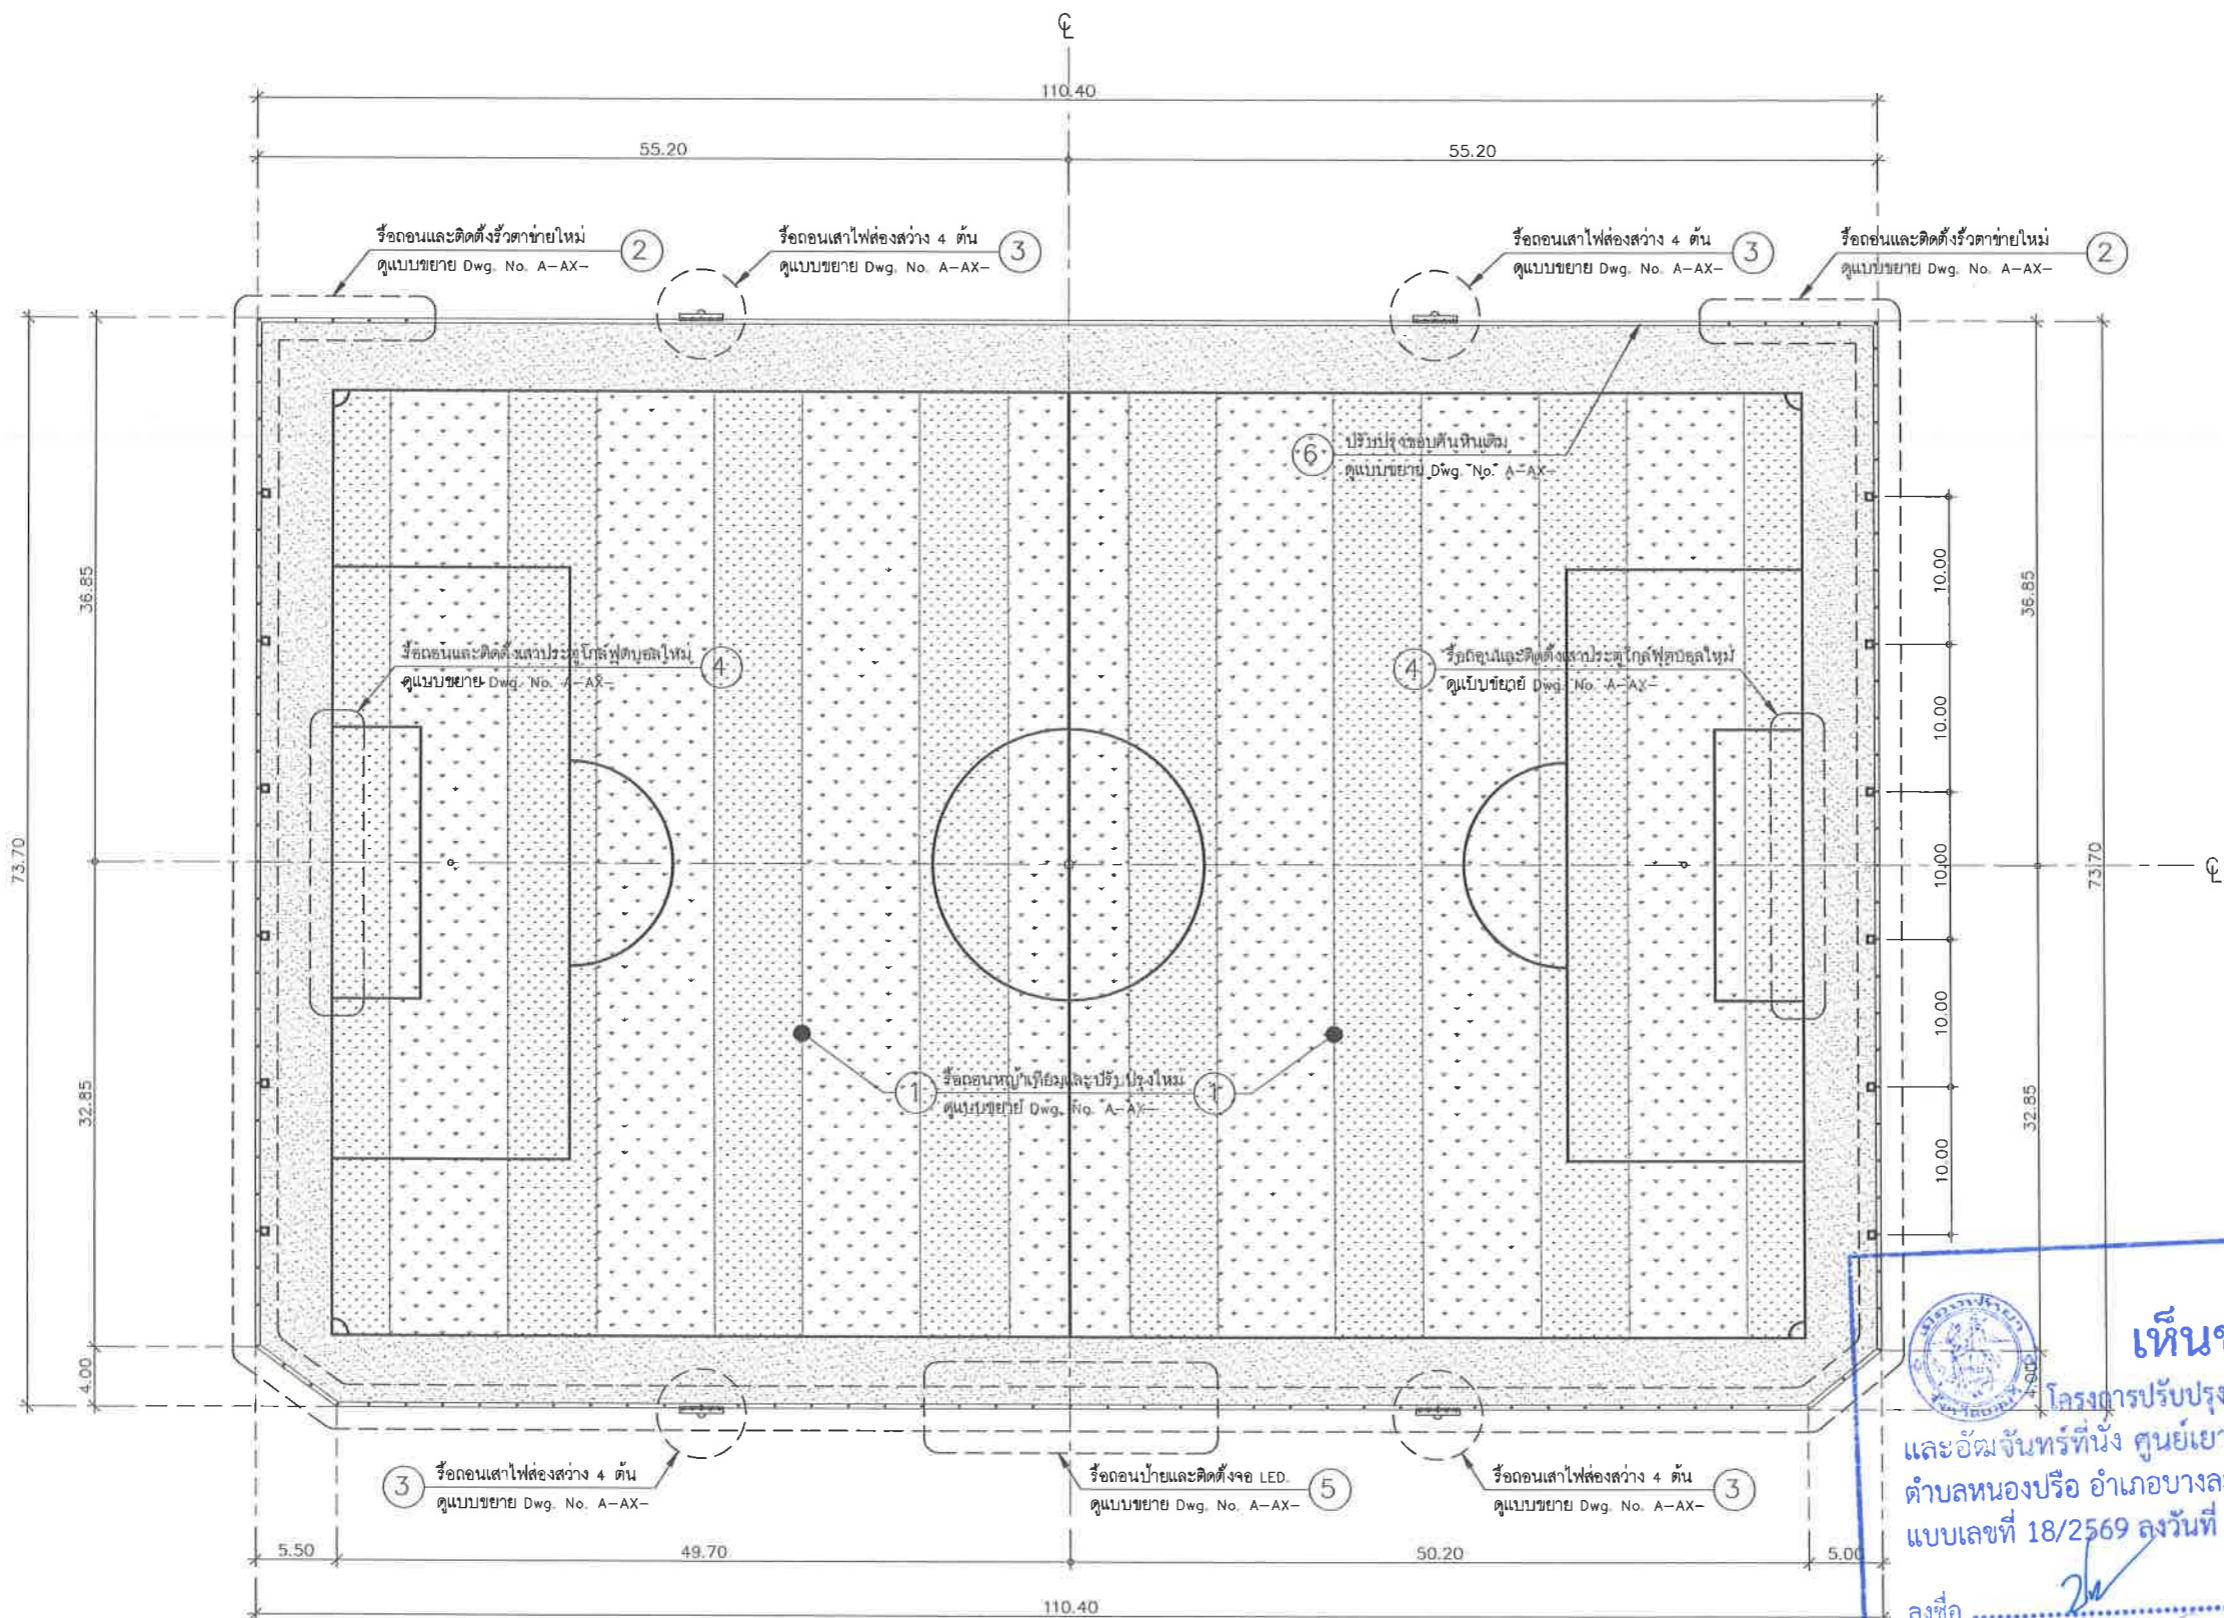 ℄
110.40
55.20
55.20
รื้อถอนและติดตั้งรั้วตาข่ายใหม่
ดูแบบขยาย Dwg. No. A-AX-
2
รื้อถอนเสาไฟส่องสว่าง 4 ต้น
ดูแบบขยาย Dwg. No. A-AX-
3
รื้อถอนเสาไฟส่องสว่าง 4 ต้น
ดูแบบขยาย Dwg. No. A-AX-
3
รื้อถอนและติดตั้งรั้วตาข่ายใหม่
ดูแบบขยาย Dwg. No. A-AX-
2
6
ปรับปรุงขอบคันหินเดิม
ดูแบบขยาย Dwg. No. A-AX-
73.70
36.85
32.85
4.00
รื้อถอนและติดตั้งเสาประตูโกล์ฟุตบอลใหม่
ดูแบบขยาย Dwg. No. A-AX-
4
4
รื้อถอนและติดตั้งเสาประตูโกล์ฟุตบอลใหม่
ดูแบบขยาย Dwg. No. A-AX-
10.00
10.00
10.00
10.00
10.00
36.85
32.85
4.00
73.70
℄
1
รื้อถอนหญ้าเทียมและปรับปรุงใหม่
ดูแบบขยาย Dwg. No. A-AX-
1
3
รื้อถอนเสาไฟส่องสว่าง 4 ต้น
ดูแบบขยาย Dwg. No. A-AX-
รื้อถอนป้ายและติดตั้งจอ LED.
ดูแบบขยาย Dwg. No. A-AX-
5
รื้อถอนเสาไฟส่องสว่าง 4 ต้น
ดูแบบขยาย Dwg. No. A-AX-
3
5.50
49.70
50.20
5.00
110.40
เห็นช
โครงการปรับปรุง
และอัฒจันทร์ที่นั่ง ศูนย์เยา
ตำบลหนองปรือ อำเภอบางละ
แบบเลขที่ 18/2569 ลงวันที่
ลงชื่อ